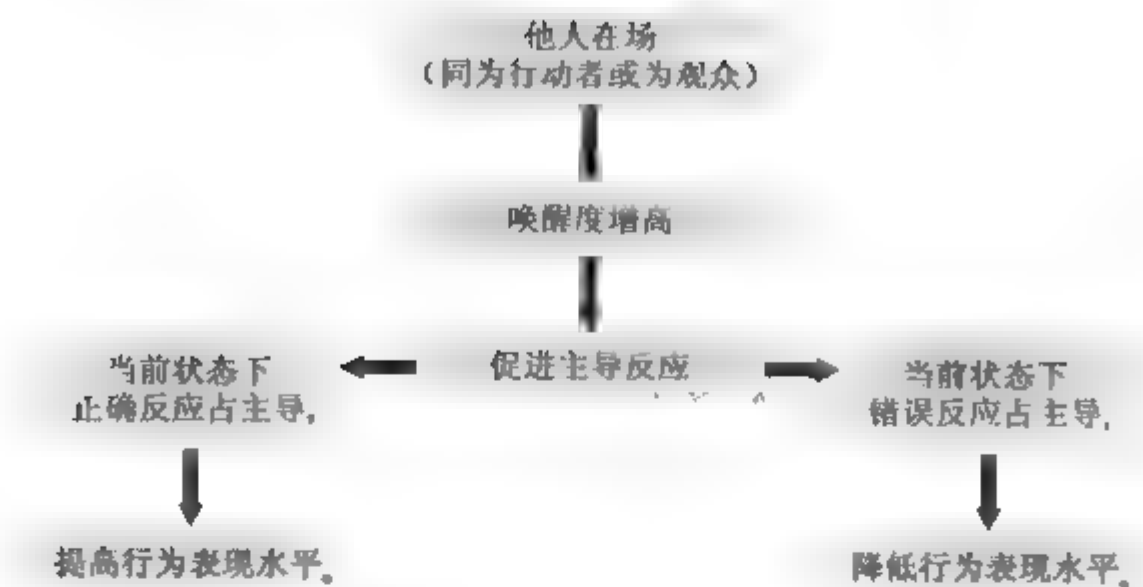 他人在场
（同为行动者或为观众）
唤醒度增高
促进主导反应
当前状态下
正确反应占主导,
当前状态下
错误反应占主导,
提高行为表现水平。
降低行为表现水平。